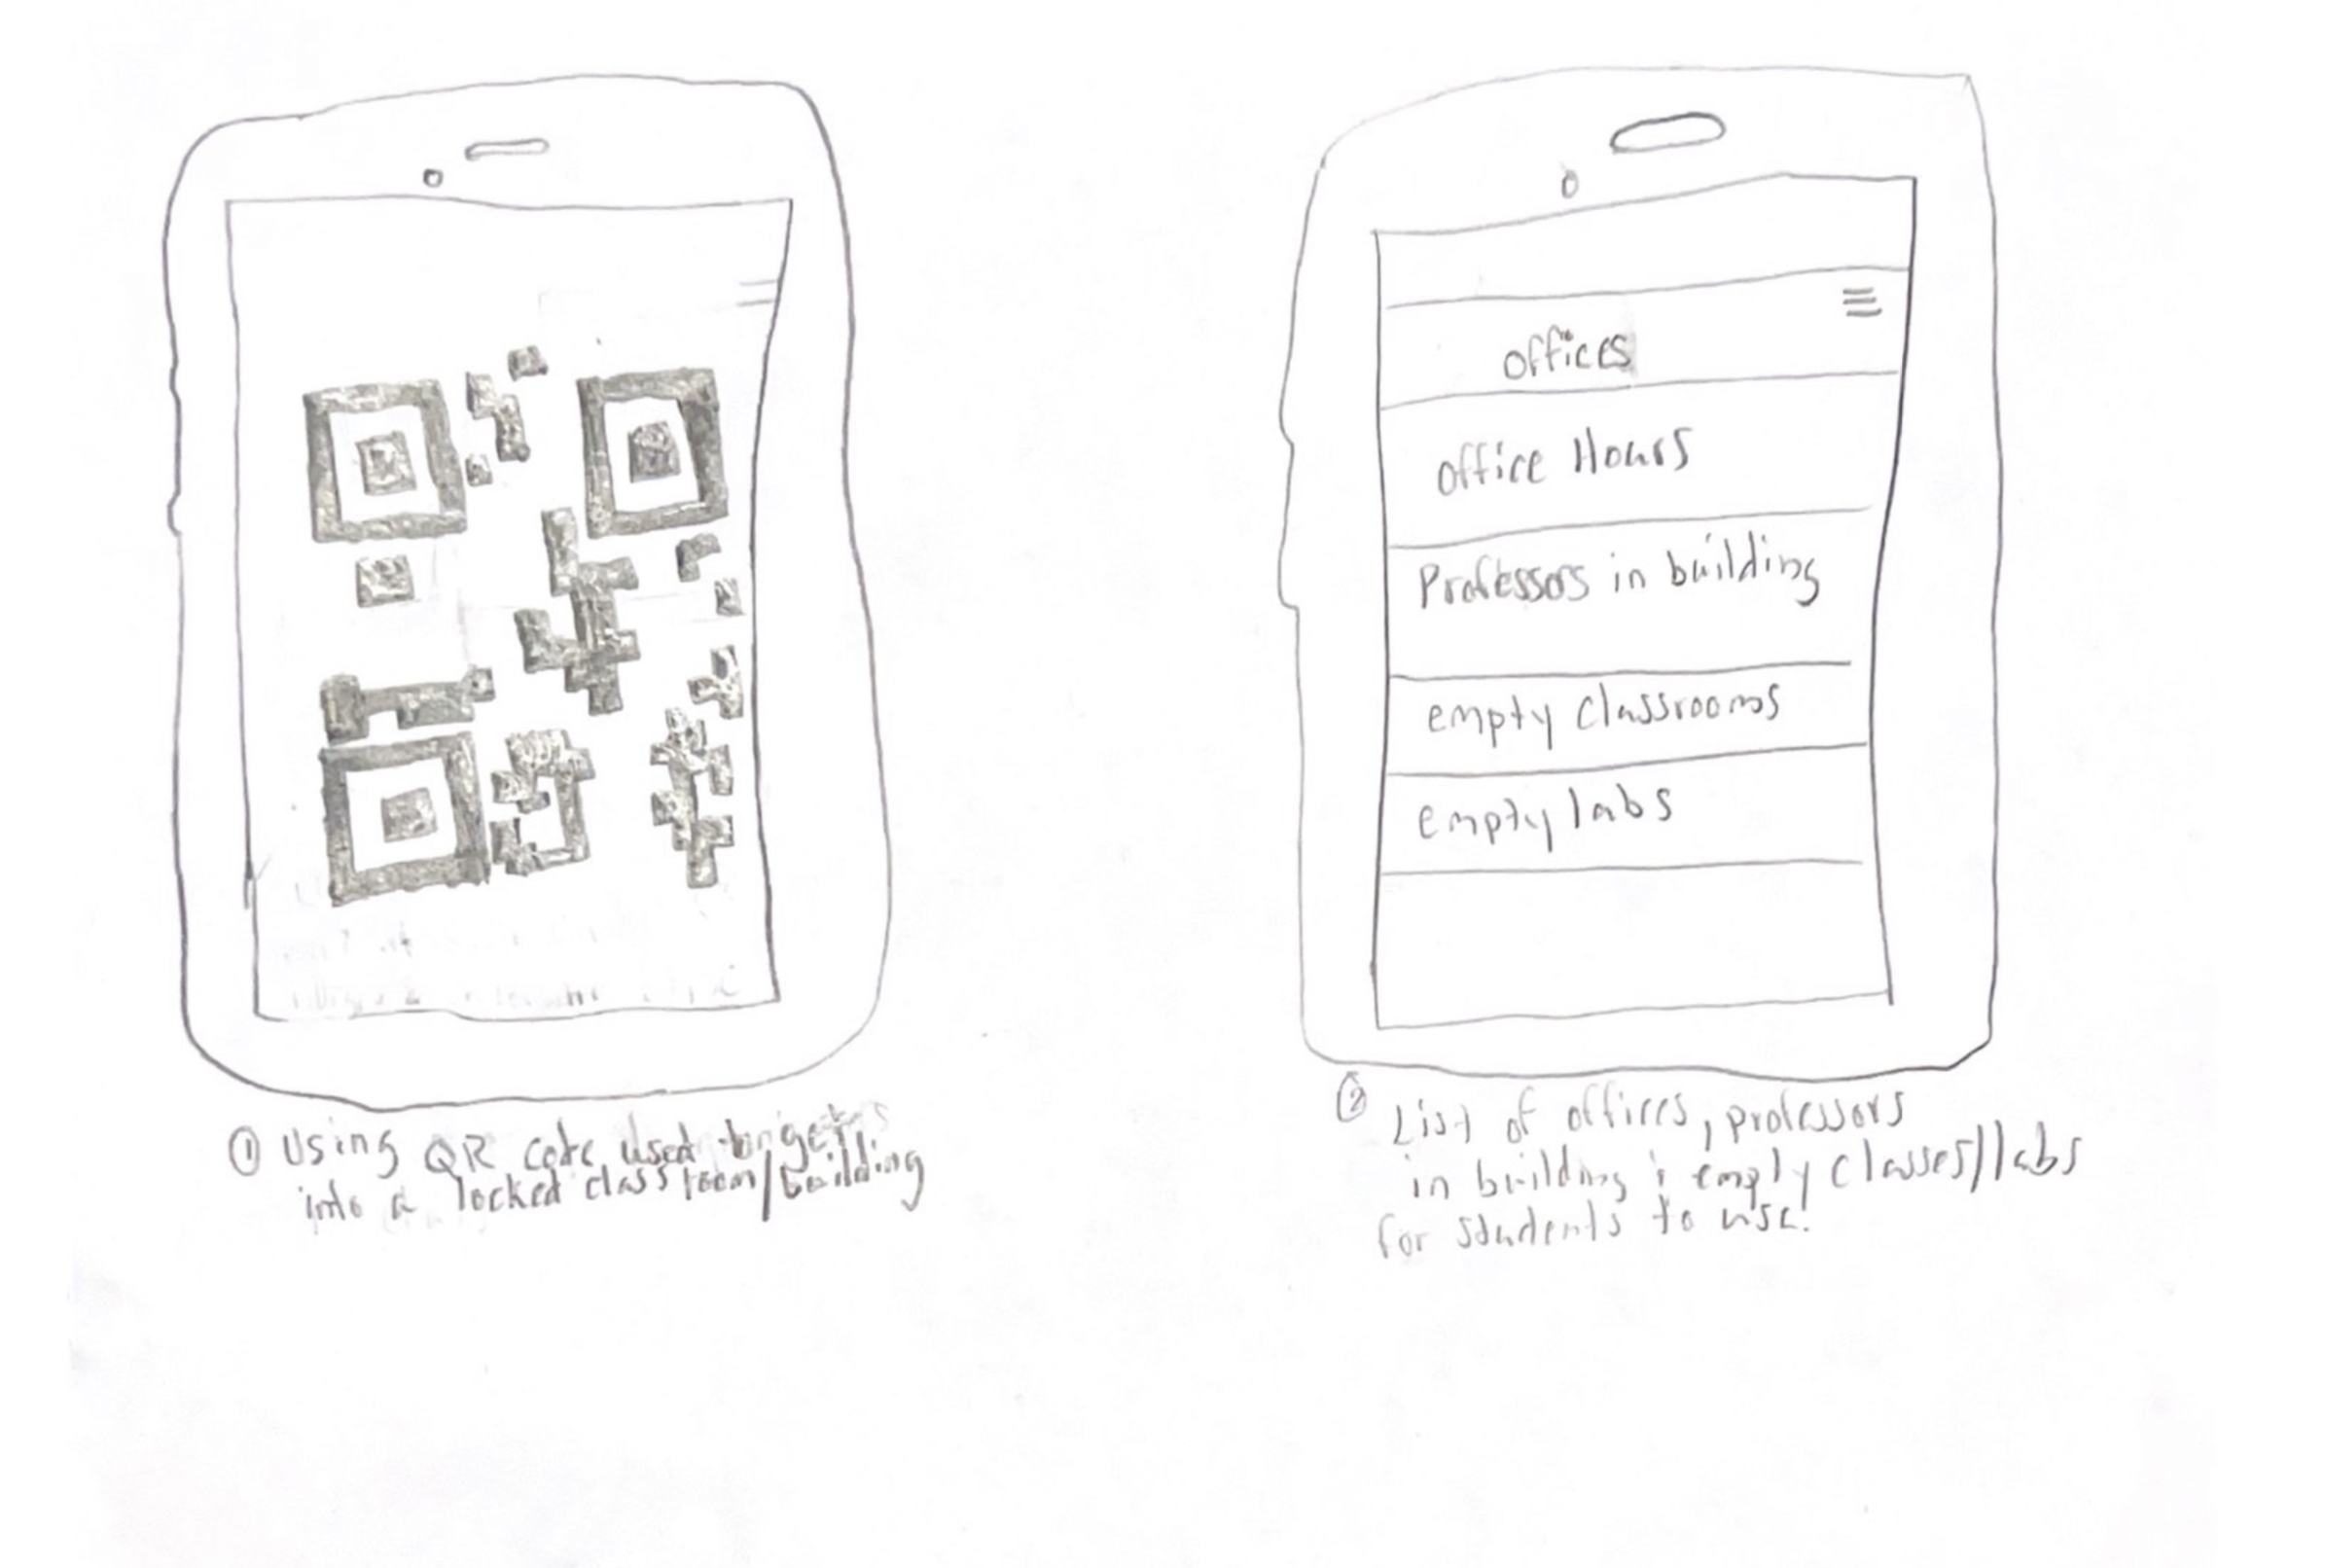 ① Using QR code used to get
into a locked classroom/building
offices
office Hours
Professors in building
empty classrooms
empty labs
② List of offices, professors
in building & empty classes/labs
for students to use.